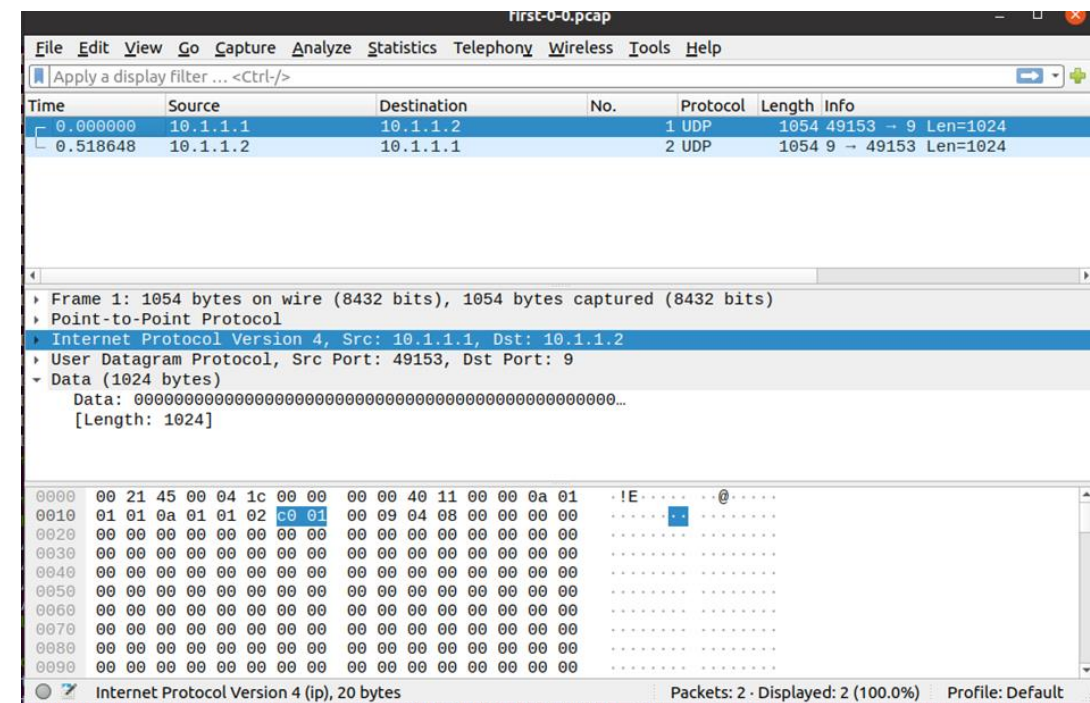 first-0-0.pcap
File Edit View Go Capture Analyze Statistics Telephony Wireless Tools Help
Apply a display filter … <Ctrl-/>
Time Source Destination No. Protocol Length Info
0.000000 10.1.1.1 10.1.1.2 1 UDP 1054 49153 → 9 Len=1024
0.518648 10.1.1.2 10.1.1.1 2 UDP 1054 9 → 49153 Len=1024
Frame 1: 1054 bytes on wire (8432 bits), 1054 bytes captured (8432 bits)
Point-to-Point Protocol
Internet Protocol Version 4, Src: 10.1.1.1, Dst: 10.1.1.2
User Datagram Protocol, Src Port: 49153, Dst Port: 9
Data (1024 bytes)
Data: 000000000000000000000000000000000000000000000000…
[Length: 1024]
0000 00 21 45 00 04 1c 00 00 00 00 40 11 00 00 0a 01 ·!E····· ··@·····
0010 01 01 0a 01 01 02 c0 01 00 09 04 08 00 00 00 00 ········ ········
0020 00 00 00 00 00 00 00 00 00 00 00 00 00 00 00 00 ········ ········
0030 00 00 00 00 00 00 00 00 00 00 00 00 00 00 00 00 ········ ········
0040 00 00 00 00 00 00 00 00 00 00 00 00 00 00 00 00 ········ ········
0050 00 00 00 00 00 00 00 00 00 00 00 00 00 00 00 00 ········ ········
0060 00 00 00 00 00 00 00 00 00 00 00 00 00 00 00 00 ········ ········
0070 00 00 00 00 00 00 00 00 00 00 00 00 00 00 00 00 ········ ········
0080 00 00 00 00 00 00 00 00 00 00 00 00 00 00 00 00 ········ ········
0090 00 00 00 00 00 00 00 00 00 00 00 00 00 00 00 00 ········ ········
Internet Protocol Version 4 (ip), 20 bytes Packets: 2 · Displayed: 2 (100.0%) Profile: Default